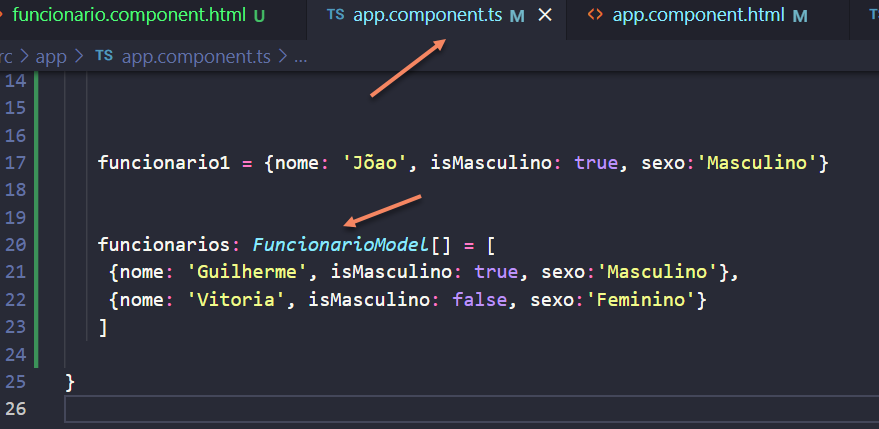 funcionario.component.html U
TS app.component.ts M
<> app.component.html M
TS
rc > app > TS app.component.ts > ...
14
15
16
17 funcionario1 = {nome: 'Jõao', isMasculino: true, sexo:'Masculino'}
18
19
20 funcionarios: FuncionarioModel[] = [
21 {nome: 'Guilherme', isMasculino: true, sexo:'Masculino'},
22 {nome: 'Vitoria', isMasculino: false, sexo:'Feminino'}
23 ]
24
25 }
26